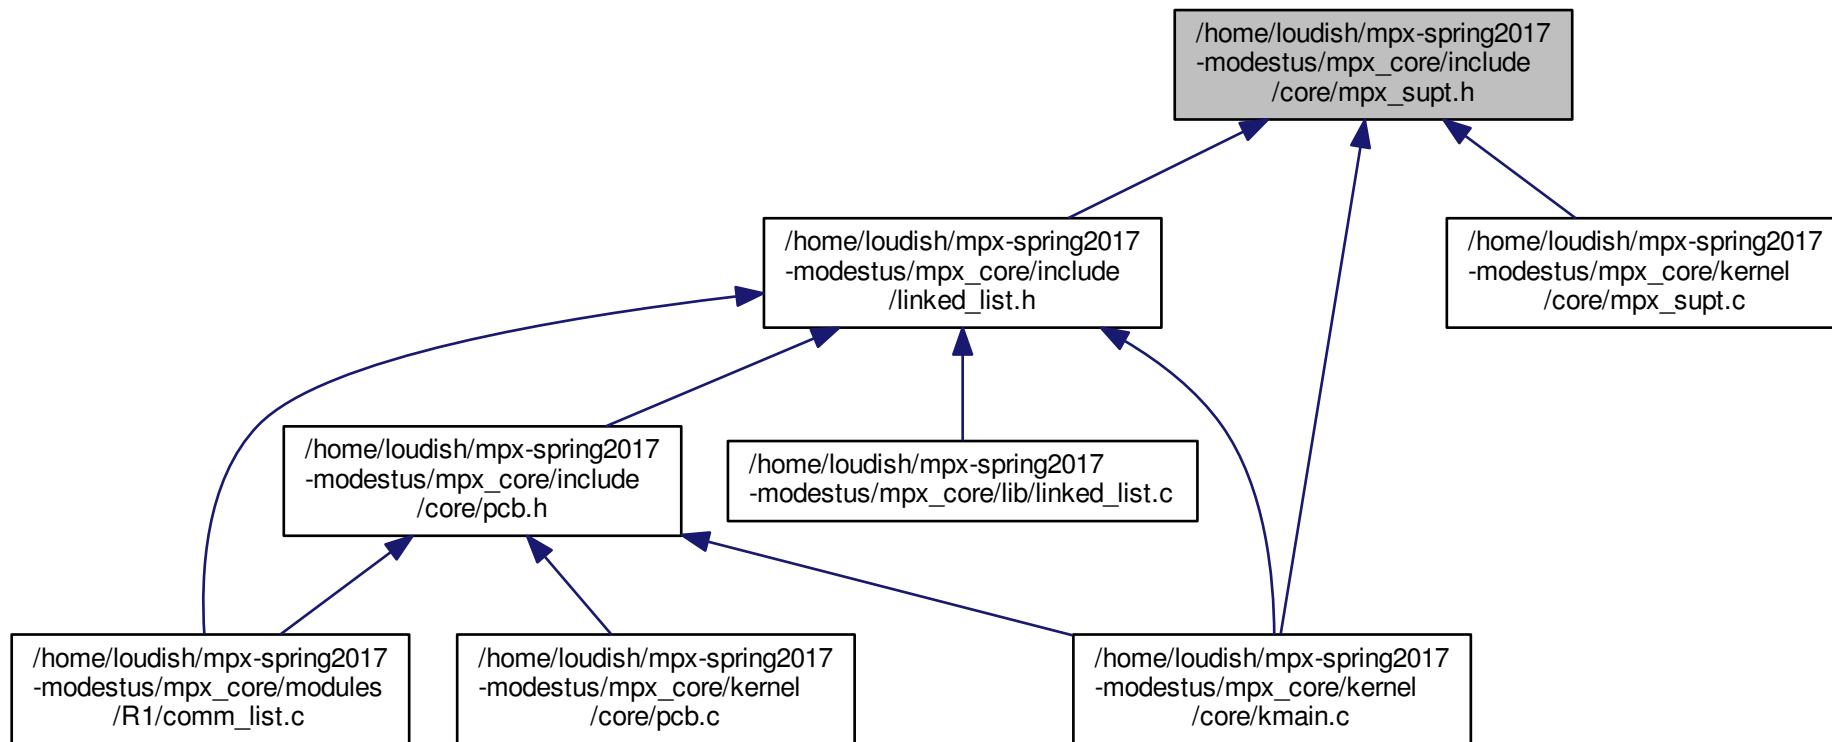 /home/loudish/mpx-spring2017
-modestus/mpx_core/include
/core/mpx_supt.h
/home/loudish/mpx-spring2017
-modestus/mpx_core/include
/linked_list.h
/home/loudish/mpx-spring2017
-modestus/mpx_core/kernel
/core/mpx_supt.c
/home/loudish/mpx-spring2017
-modestus/mpx_core/include
/core/pcb.h
/home/loudish/mpx-spring2017
-modestus/mpx_core/lib/linked_list.c
/home/loudish/mpx-spring2017
-modestus/mpx_core/modules
/R1/comm_list.c
/home/loudish/mpx-spring2017
-modestus/mpx_core/kernel
/core/pcb.c
/home/loudish/mpx-spring2017
-modestus/mpx_core/kernel
/core/kmain.c